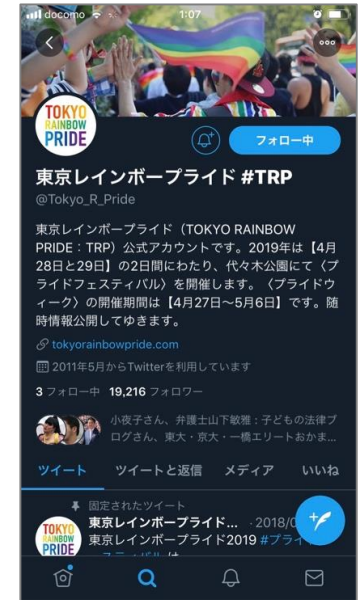 docomo
1:07
TOKYO
RAINBOW
PRIDE
フォロー中
東京レインボープライド #TRP
@Tokyo_R_Pride
東京レインボープライド（TOKYO RAINBOW
PRIDE：TRP）公式アカウントです。2019年は【4月
28日と29日】の2日間にわたり、代々木公園にて〈プ
ライドフェスティバル〉を開催します。〈プライドウ
ィーク〉の開催期間は【4月27日〜5月6日】です。随
時情報公開してゆきます。
tokyorainbowpride.com
2011年5月からTwitterを利用しています
3 フォロー中 19,216 フォロワー
小夜子さん、弁護士山下敏雅：子どもの法律ブ
ログさん、東大・京大・一橋エリートおかま...
ツイート ツイートと返信 メディア いいね
固定されたツイート
東京レインボープライド... ・2018/0
東京レインボープライド2019 #プライ
TOKYO
RAINBOW
PRIDE